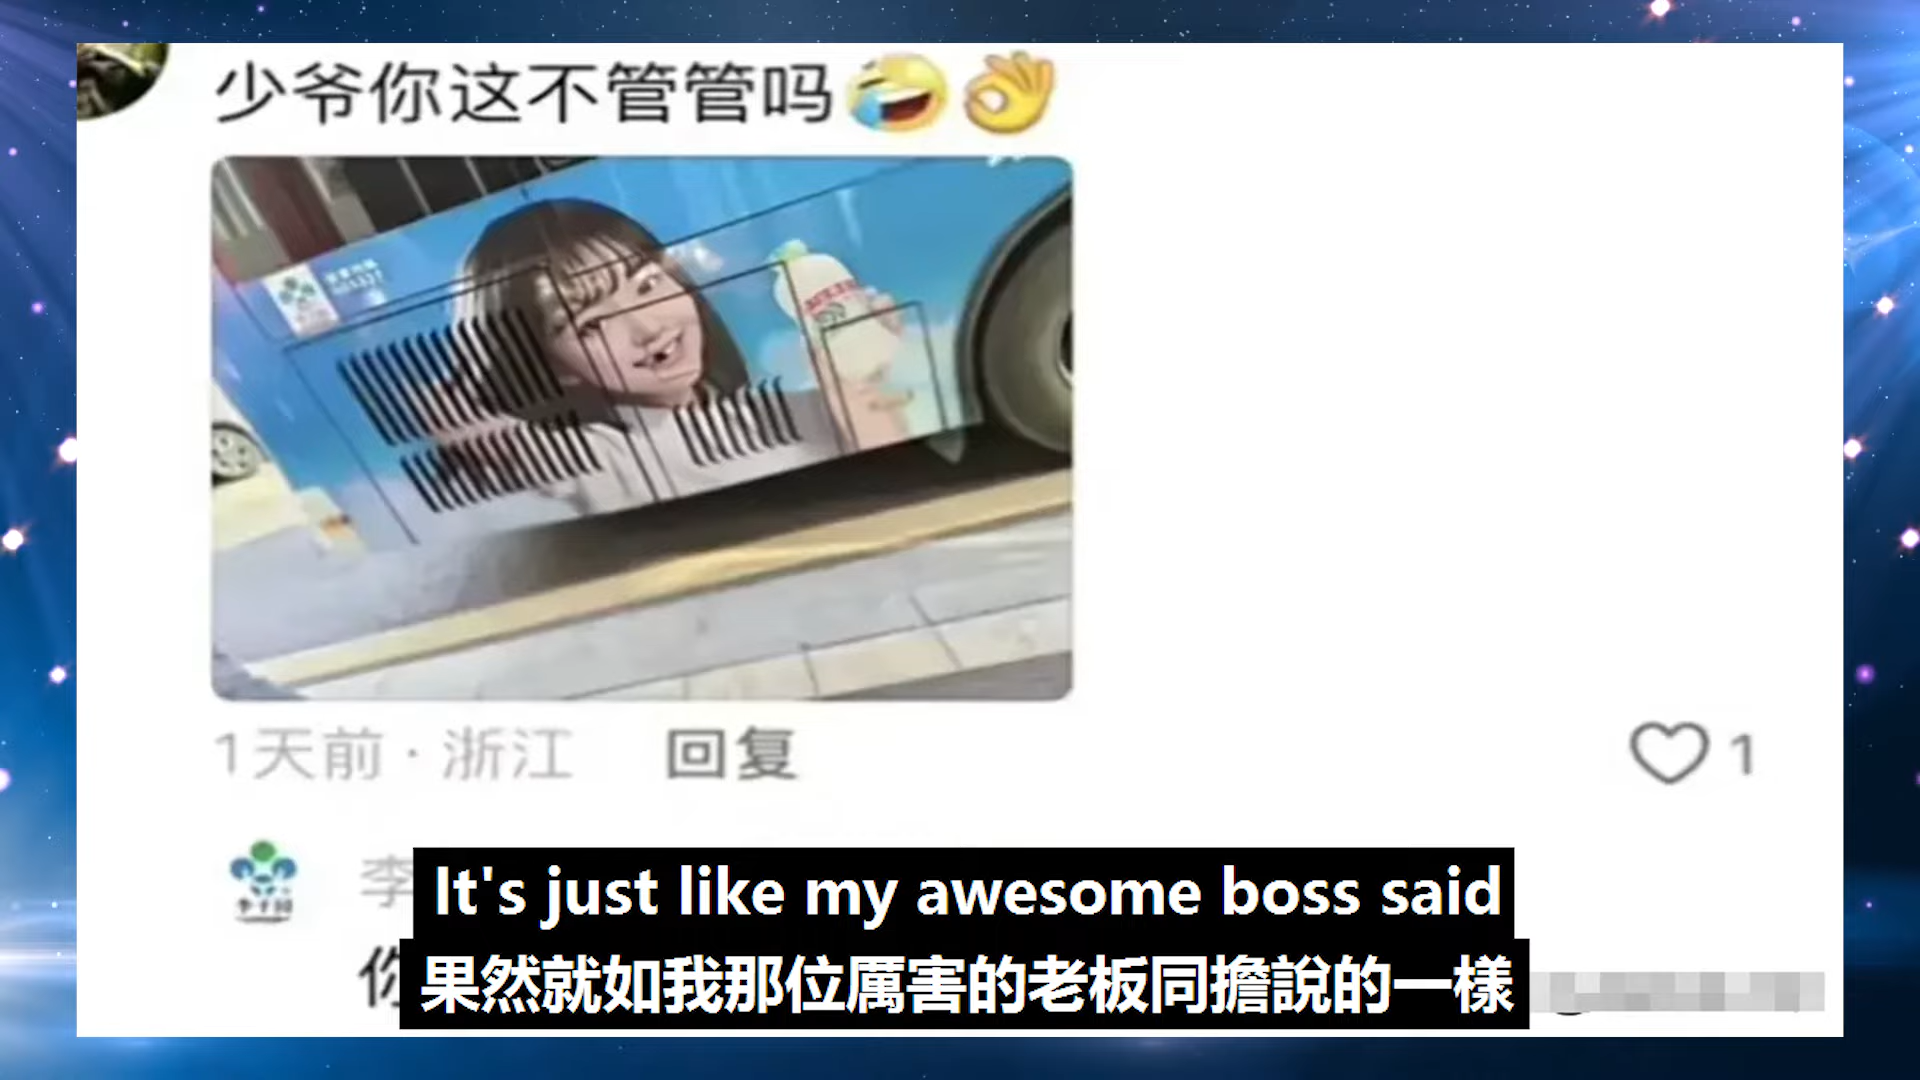 少爷你这不管管吗
1天前·浙江 回复
1
李
It's just like my awesome boss said
你
果然就如我那位厲害的老板同擔說的一樣